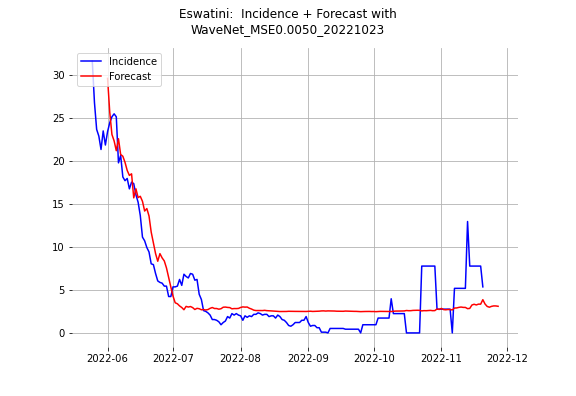 Eswatini:  Incidence + Forecast with
WaveNet_MSE0.0050_20221023
Incidence
Forecast
30
25
20
15
10
5
0
2022-06 2022-07 2022-08 2022-09 2022-10 2022-11 2022-12